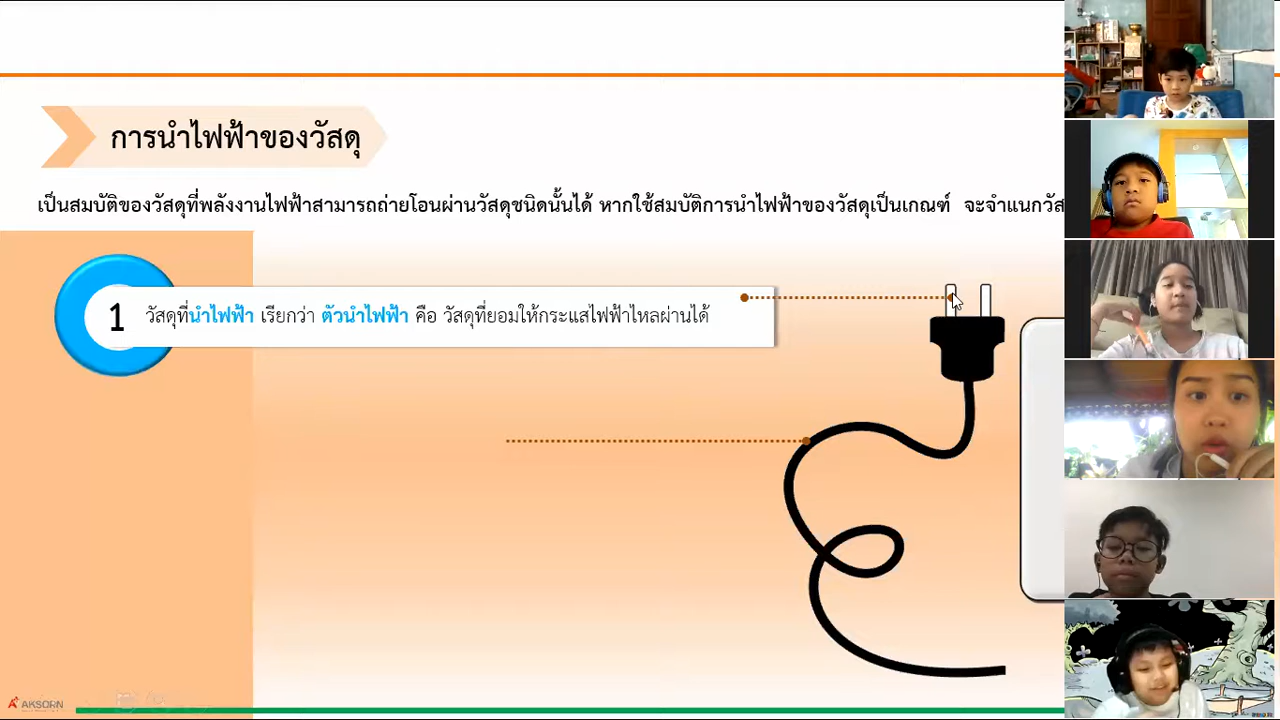 การนำไฟฟ้าของวัสดุ
เป็นสมบัติของวัสดุที่พลังงานไฟฟ้าสามารถถ่ายโอนผ่านวัสดุชนิดนั้นได้ หากใช้สมบัติการนำไฟฟ้าของวัสดุเป็นเกณฑ์ จะจำแนกวัส
1 วัสดุที่นำไฟฟ้า เรียกว่า ตัวนำไฟฟ้า คือ วัสดุที่ยอมให้กระแสไฟฟ้าไหลผ่านได้
AKSORN